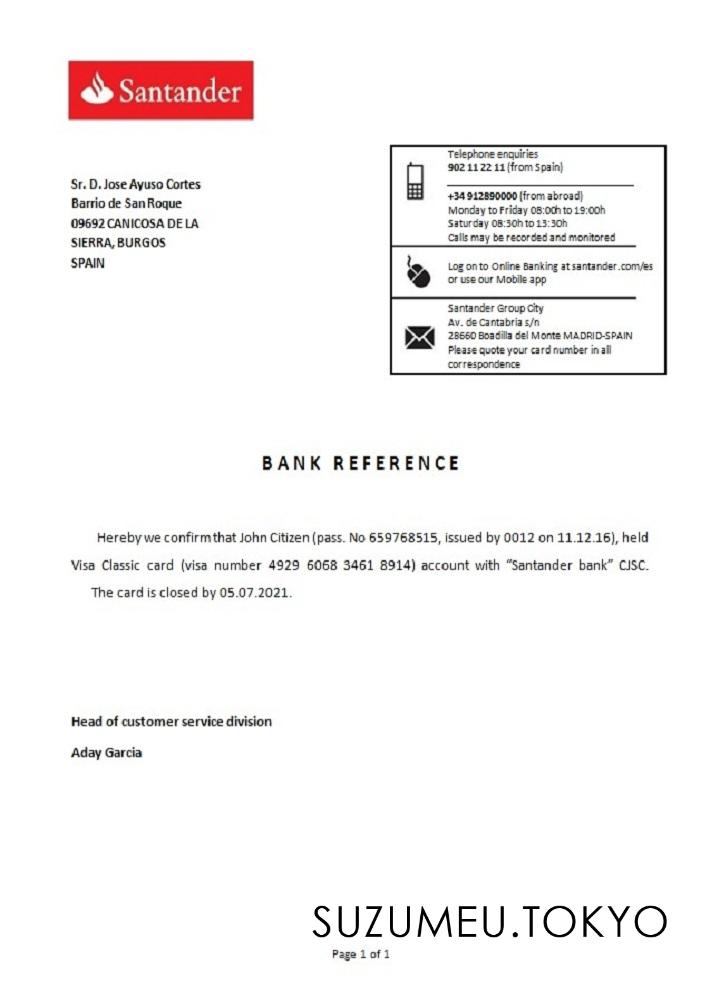 Santander
Sr. D. Jose Ayuso Cortes
Barrio de San Roque
09692 CANICOSA DE LA
SIERRA, BURGOS
SPAIN
Telephone enquiries
902 11 22 11 (from Spain)
+34 912890000 (from abroad)
Monday to Friday 08:00h to 19:00h
Saturday 08:30h to 13:30h
Calls may be recorded and monitored
Log on to Online Banking at santander.com/es
or use our Mobile app
Santander Group City
Av. de Cantabria s/n
28660 Boadilla del Monte MADRID-SPAIN
Please quote your card number in all
correspondence
BANK REFERENCE
Hereby we confirm that John Citizen (pass. No 659768515, issued by 0012 on 11.12.16), held
Visa Classic card (visa number 4929 6068 3461 8914) account with “Santander bank” CJSC.
The card is closed by 05.07.2021.
Head of customer service division
Aday Garcia
SUZUMEU.TOKYO
Page 1 of 1